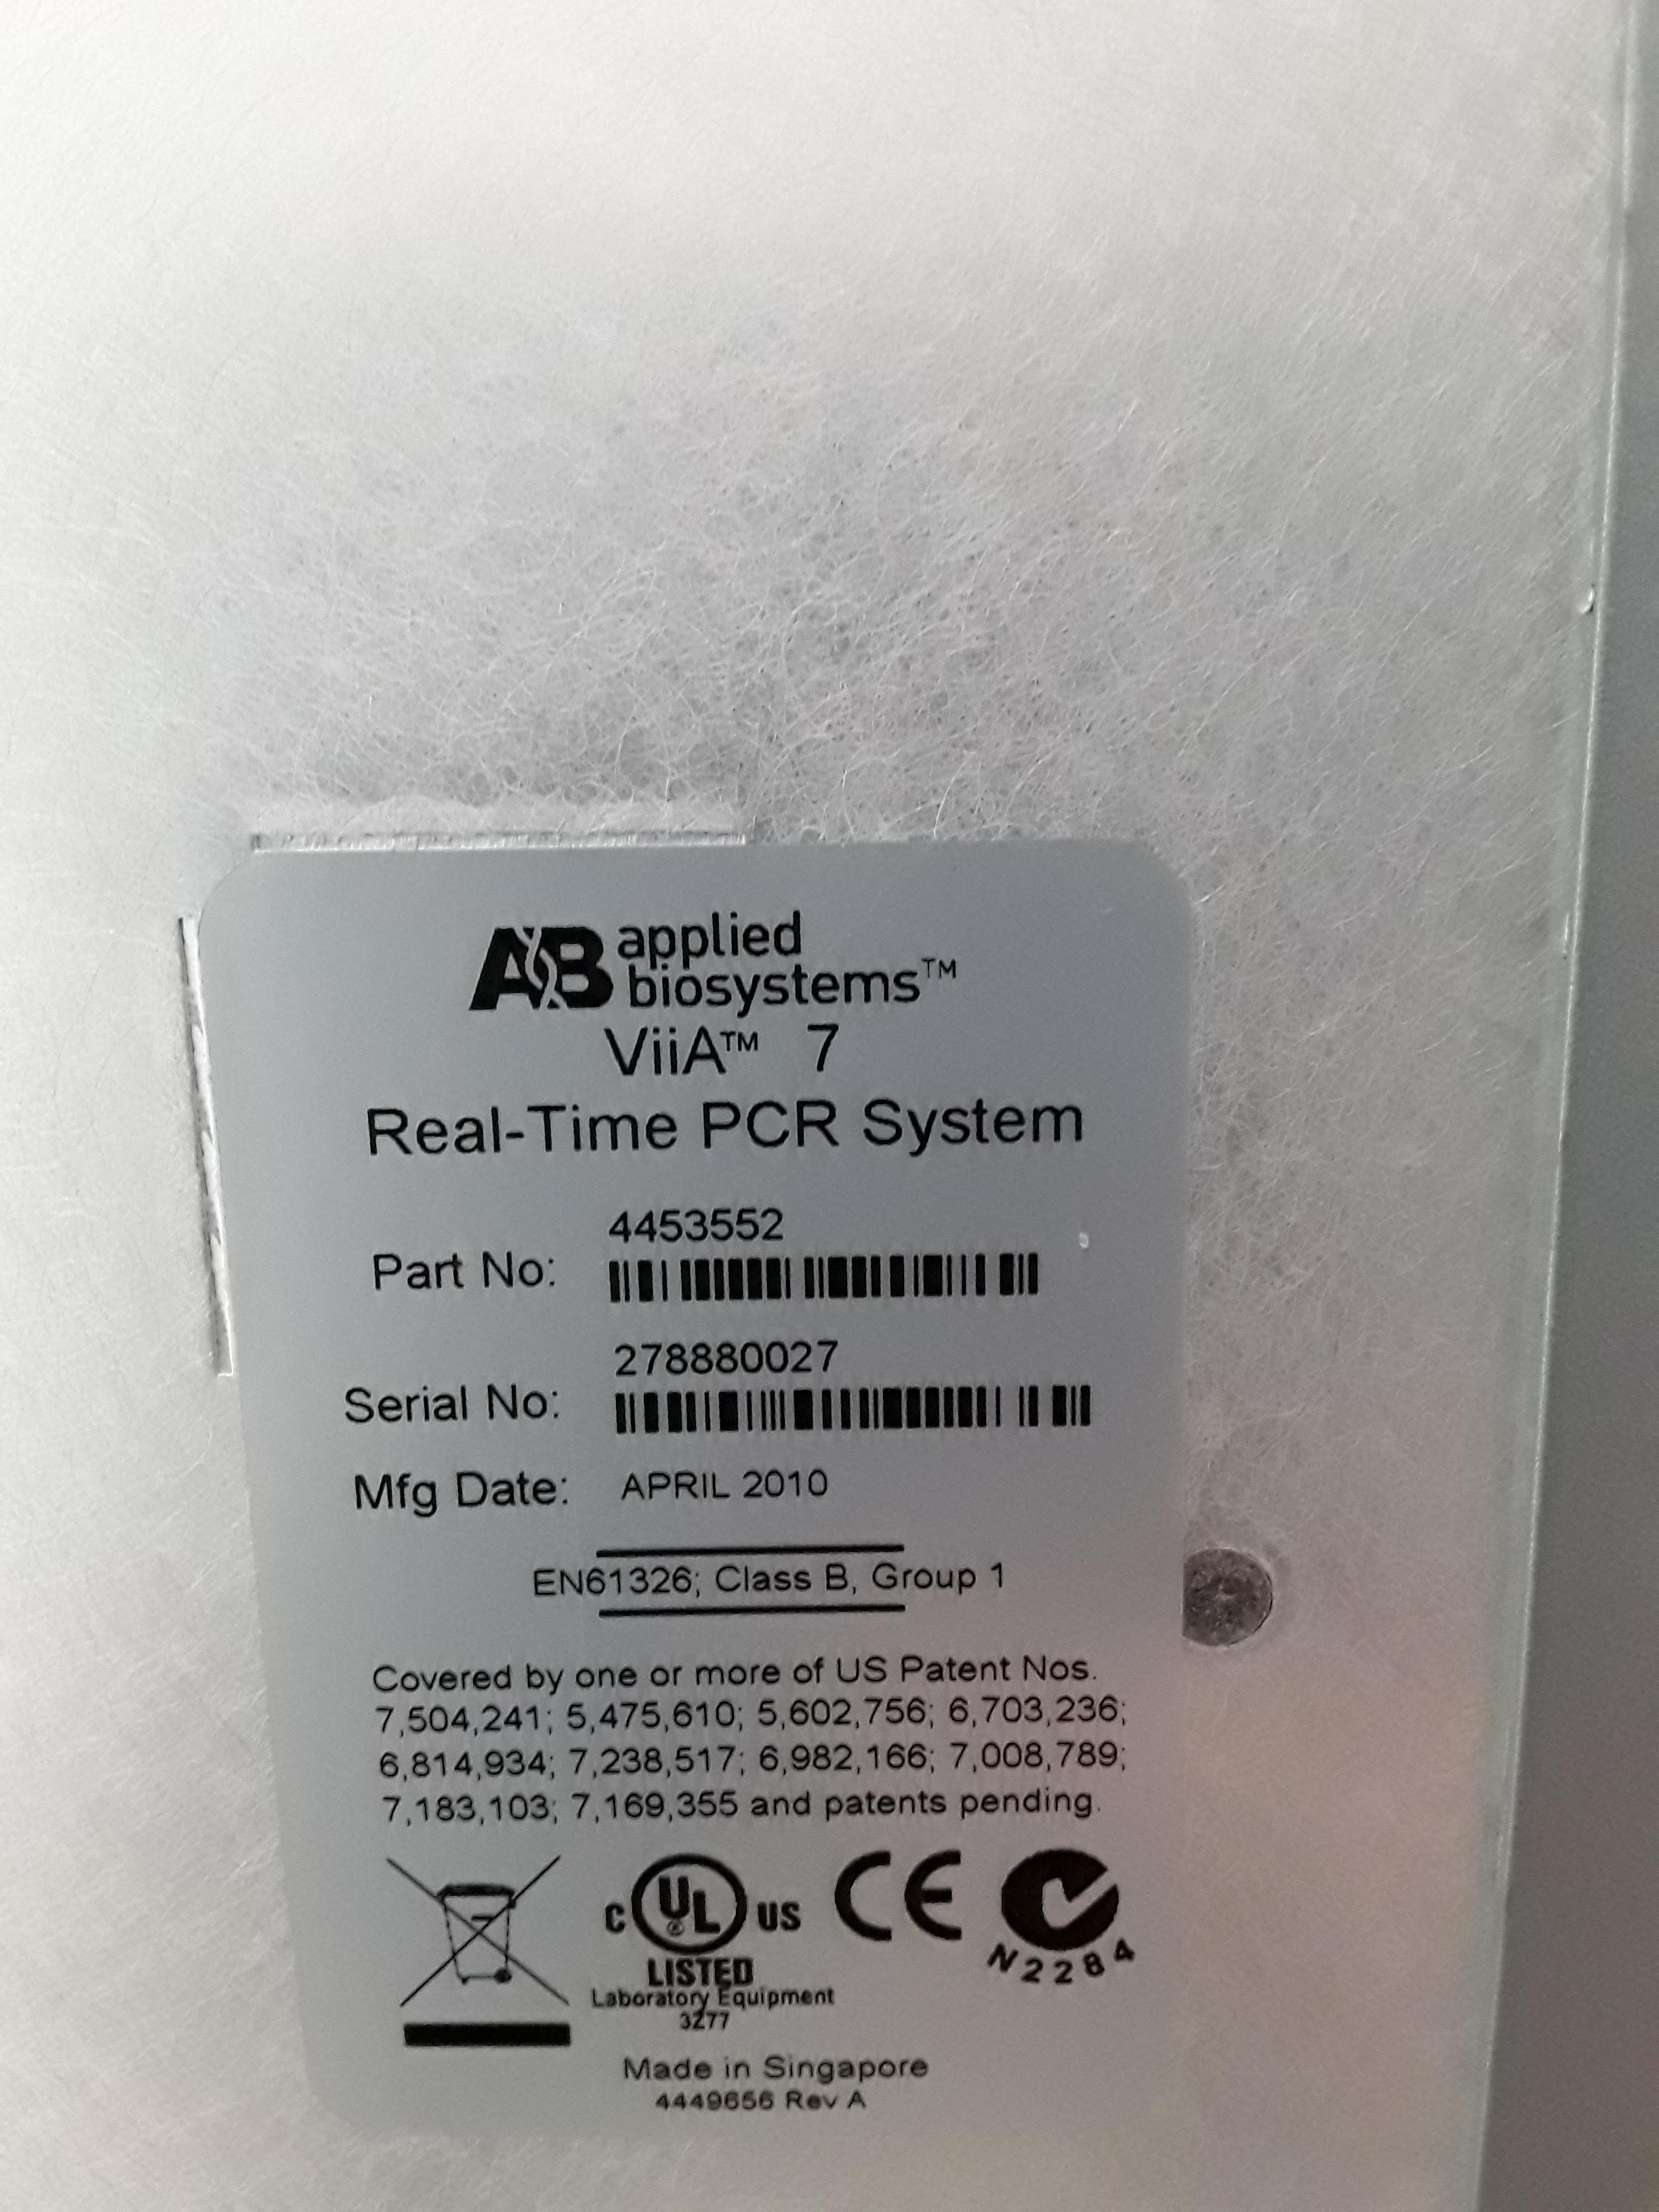 AB applied
biosystems™
ViiA™ 7
Real-Time PCR System
4453552
Part No:
278880027
Serial No:
Mfg Date: APRIL 2010
EN61326; Class B, Group 1
Covered by one or more of US Patent Nos.
7,504,241; 5,475,610; 5,602,756; 6,703,236;
6,814,934; 7,238,517; 6,982,166; 7,008,789;
7,183,103; 7,169,355 and patents pending.
C UL US CE
LISTED
N2284
Laboratory Equipment
3Z77
Made in Singapore
4449656 Rev A